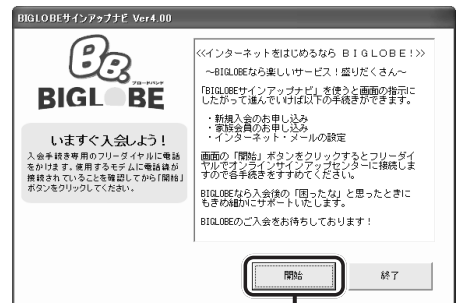 BIGLOBEサインアップナビ Ver4.00
BB.
ブロードバンド
BIGLOBE
いますぐ入会しよう!
入会手続き専用のフリーダイヤルに電話
をかけます。使用するモデムに電話線が
接続されていることを確認してから「開始」
ボタンをクリックしてください。
<<インターネットをはじめるなら BIGLOBE!>>
~BIGLOBEなら楽しいサービス!盛りだくさん~
「BIGLOBEサインアップナビ」を使うと画面の指示に
したがって進んでいけば以下の手続きができます。
・新規入会のお申し込み
・家族会員のお申し込み
・インターネット・メールの設定
画面の「開始」ボタンをクリックするとフリーダイ
ヤルでオンラインサインアップセンターに接続しま
すので各手続きをすすめてください。
BIGLOBEなら入会後の「困ったな」と思ったときに
もきめ細かにサポートいたします。
BIGLOBEのご入会をお待ちしております!
開始
終了